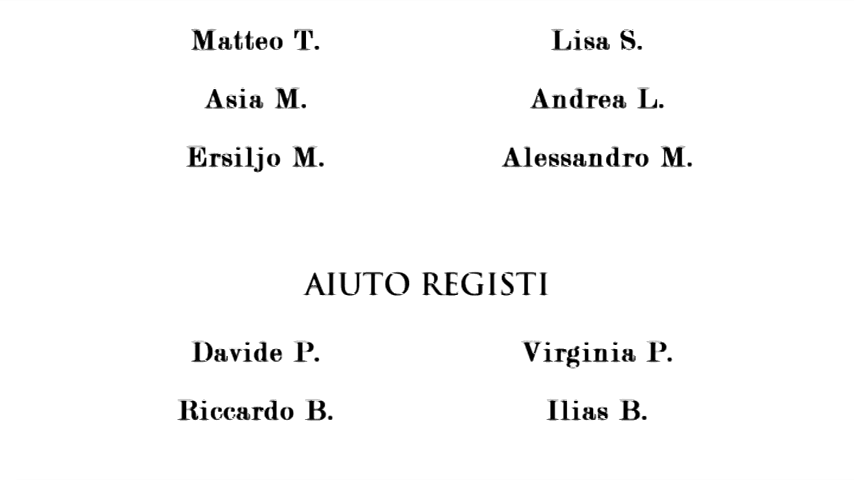 Matteo T. Lisa S.
Asia M. Andrea L.
Ersiljo M. Alessandro M.
AIUTO REGISTI
Davide P. Virginia P.
Riccardo B. Ilias B.